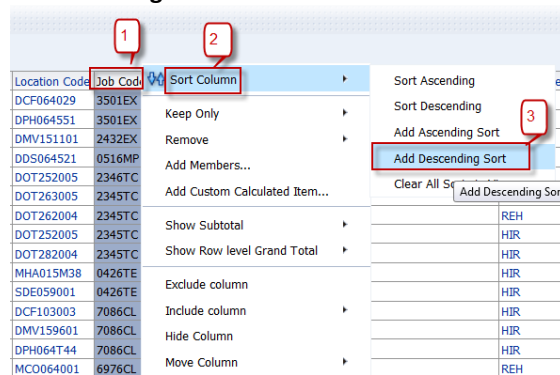 1
2
Location Code Job Code Sort Column
DCF064029 3501EX
DPH064551 3501EX
DMV151101 2432EX
DDS064521 0516MP
DOT252005 2346TC
DOT263005 2345TC
DOT262004 2345TC
DOT252005 2345TC
DOT282004 2345TC
MHA015M38 0426TE
SDE059001 0426TE
DCF103003 7086CL
DMV159601 7086CL
DPH064T44 7086CL
MCO064001 6976CL
Keep Only
Remove
Add Members...
Add Custom Calculated Item...
Show Subtotal
Show Row level Grand Total
Exclude column
Include column
Hide Column
Move Column
Sort Ascending
Sort Descending
3
Add Ascending Sort
Add Descending Sort
Clear All
Add Descending Sor
REH
HIR
HIR
HIR
HIR
HIR
HIR
REH